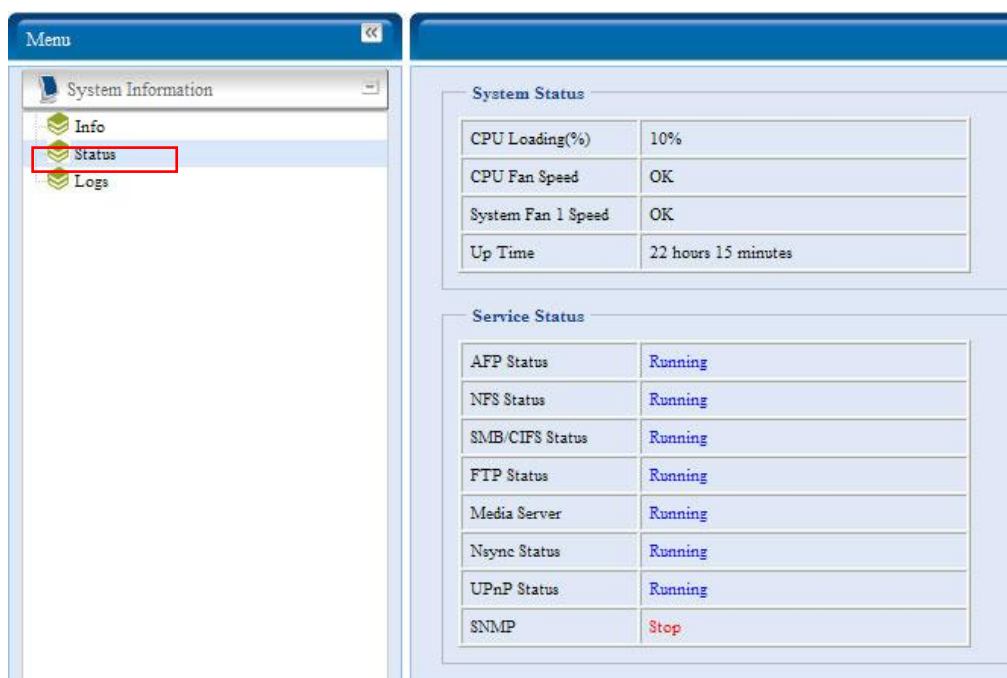 Menu
System Information
Info
Status
Logs
System Status
CPU Loading(%) 10%
CPU Fan Speed OK
System Fan 1 Speed OK
Up Time 22 hours 15 minutes
Service Status
AFP Status Running
NFS Status Running
SMB/CIFS Status Running
FTP Status Running
Media Server Running
Nsync Status Running
UPnP Status Running
SNMP Stop